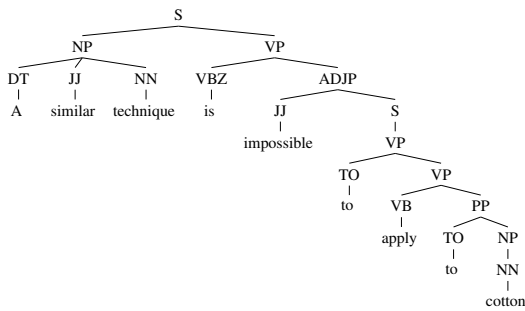 S
NP VP
DT JJ NN VBZ ADJP
A similar technique is JJ S
impossible VP
TO VP
to VB PP
apply TO NP
to NN
cotton